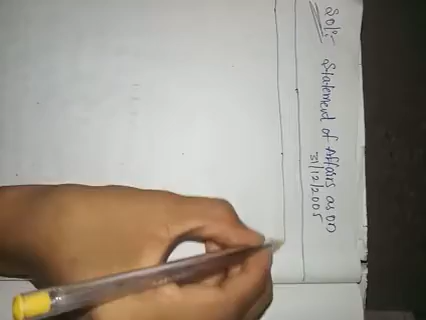 Sol:- Statement of Affairs as on
31/12/2005